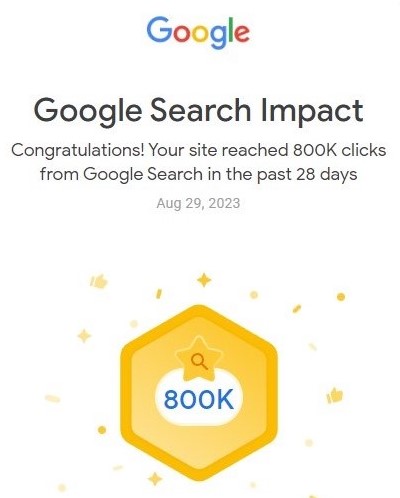 Google
Google Search Impact
Congratulations! Your site reached 800K clicks
from Google Search in the past 28 days
Aug 29, 2023
800K